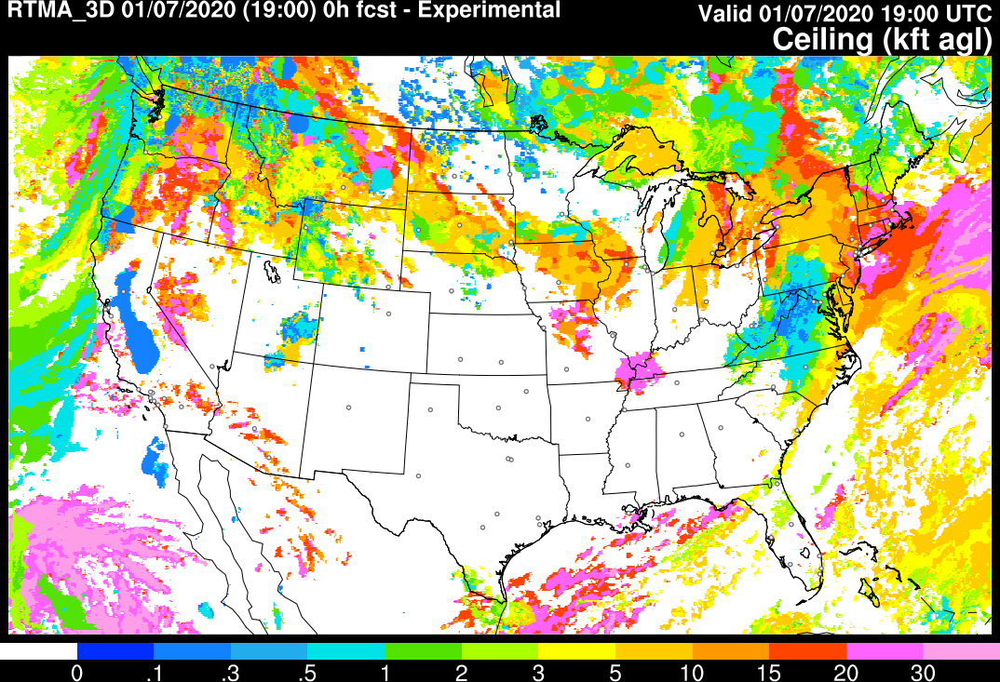 RTMA_3D 01/07/2020 (19:00) 0h fcst - Experimental
Valid 01/07/2020 19:00 UTC
Ceiling (kft agl)
0 .1 .3 .5 1 2 3 5 10 15 20 30